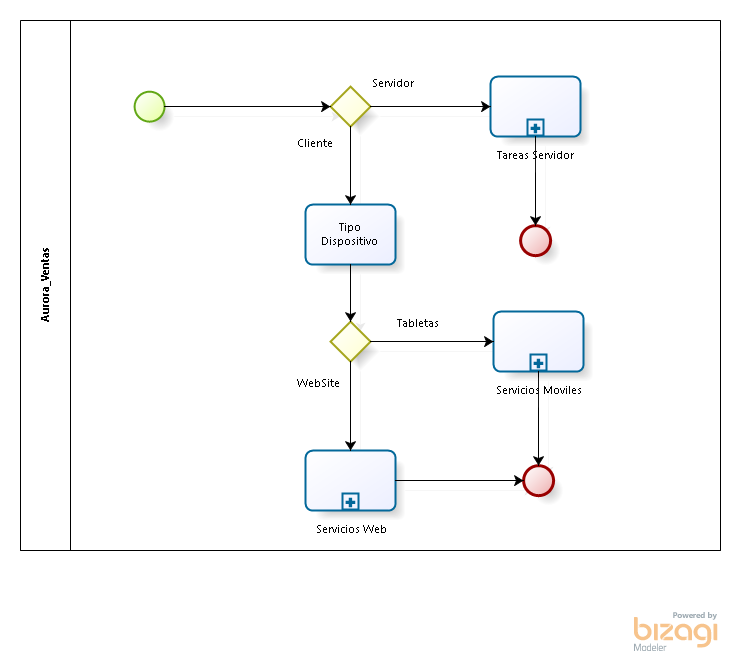 Aurora_Ventas
Servidor
Cliente
Tareas Servidor
Tipo
Dispositivo
Tabletas
WebSite
Servicios Moviles
Servicios Web
Powered by
bizagi
Modeler